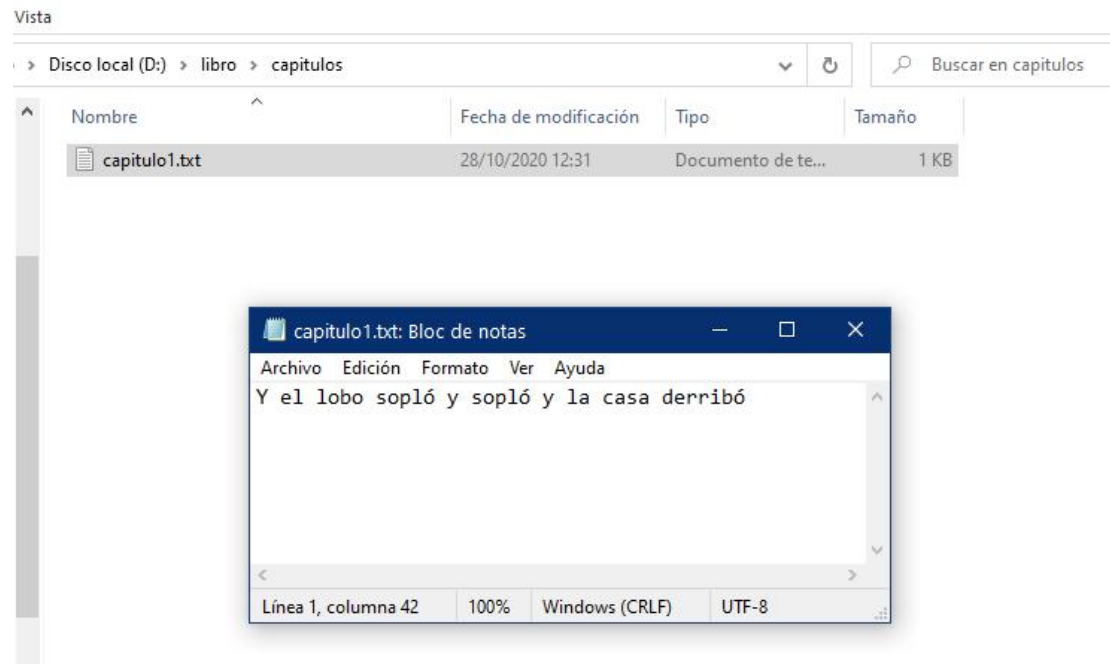 Vista
› Disco local (D:) › libro › capitulos
Buscar en capitulos
Nombre Fecha de modificación Tipo Tamaño
capitulo1.txt 28/10/2020 12:31 Documento de te... 1 KB
capitulo1.txt: Bloc de notas
Archivo Edición Formato Ver Ayuda
Y el lobo sopló y sopló y la casa derribó
Línea 1, columna 42 100% Windows (CRLF) UTF-8